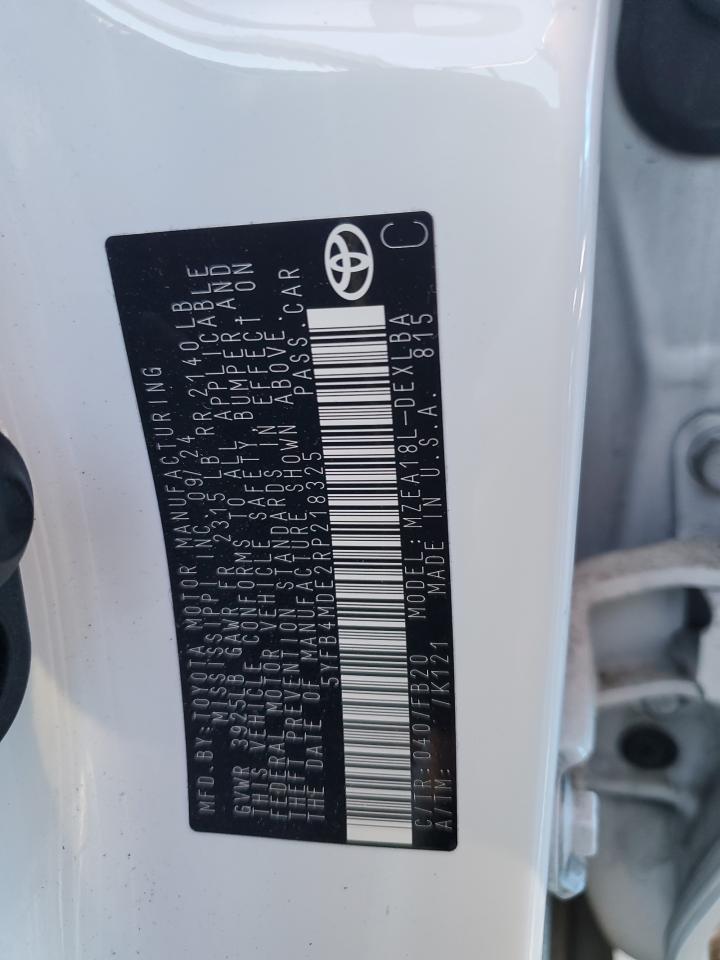 MFD. BY: TOYOTA MOTOR MANUFACTURING
MISSISSIPPI INC. 09/24
GVWR 3925LB GAWR FR 2315 LB RR 2140 LB
THIS VEHICLE CONFORMS TO ALL APPLICABLE
FEDERAL MOTOR VEHICLE SAFETY, BUMPER AND
THEFT PREVENTION STANDARDS IN EFFECT ON
THE DATE OF MANUFACTURE SHOWN ABOVE.
5YFB4MDE2RP218325 PASS. CAR
C/TR: 040/FB20 MODEL: MZEA18L-DEXLBA
A/TM: /K121 MADE IN U.S.A. 815
C